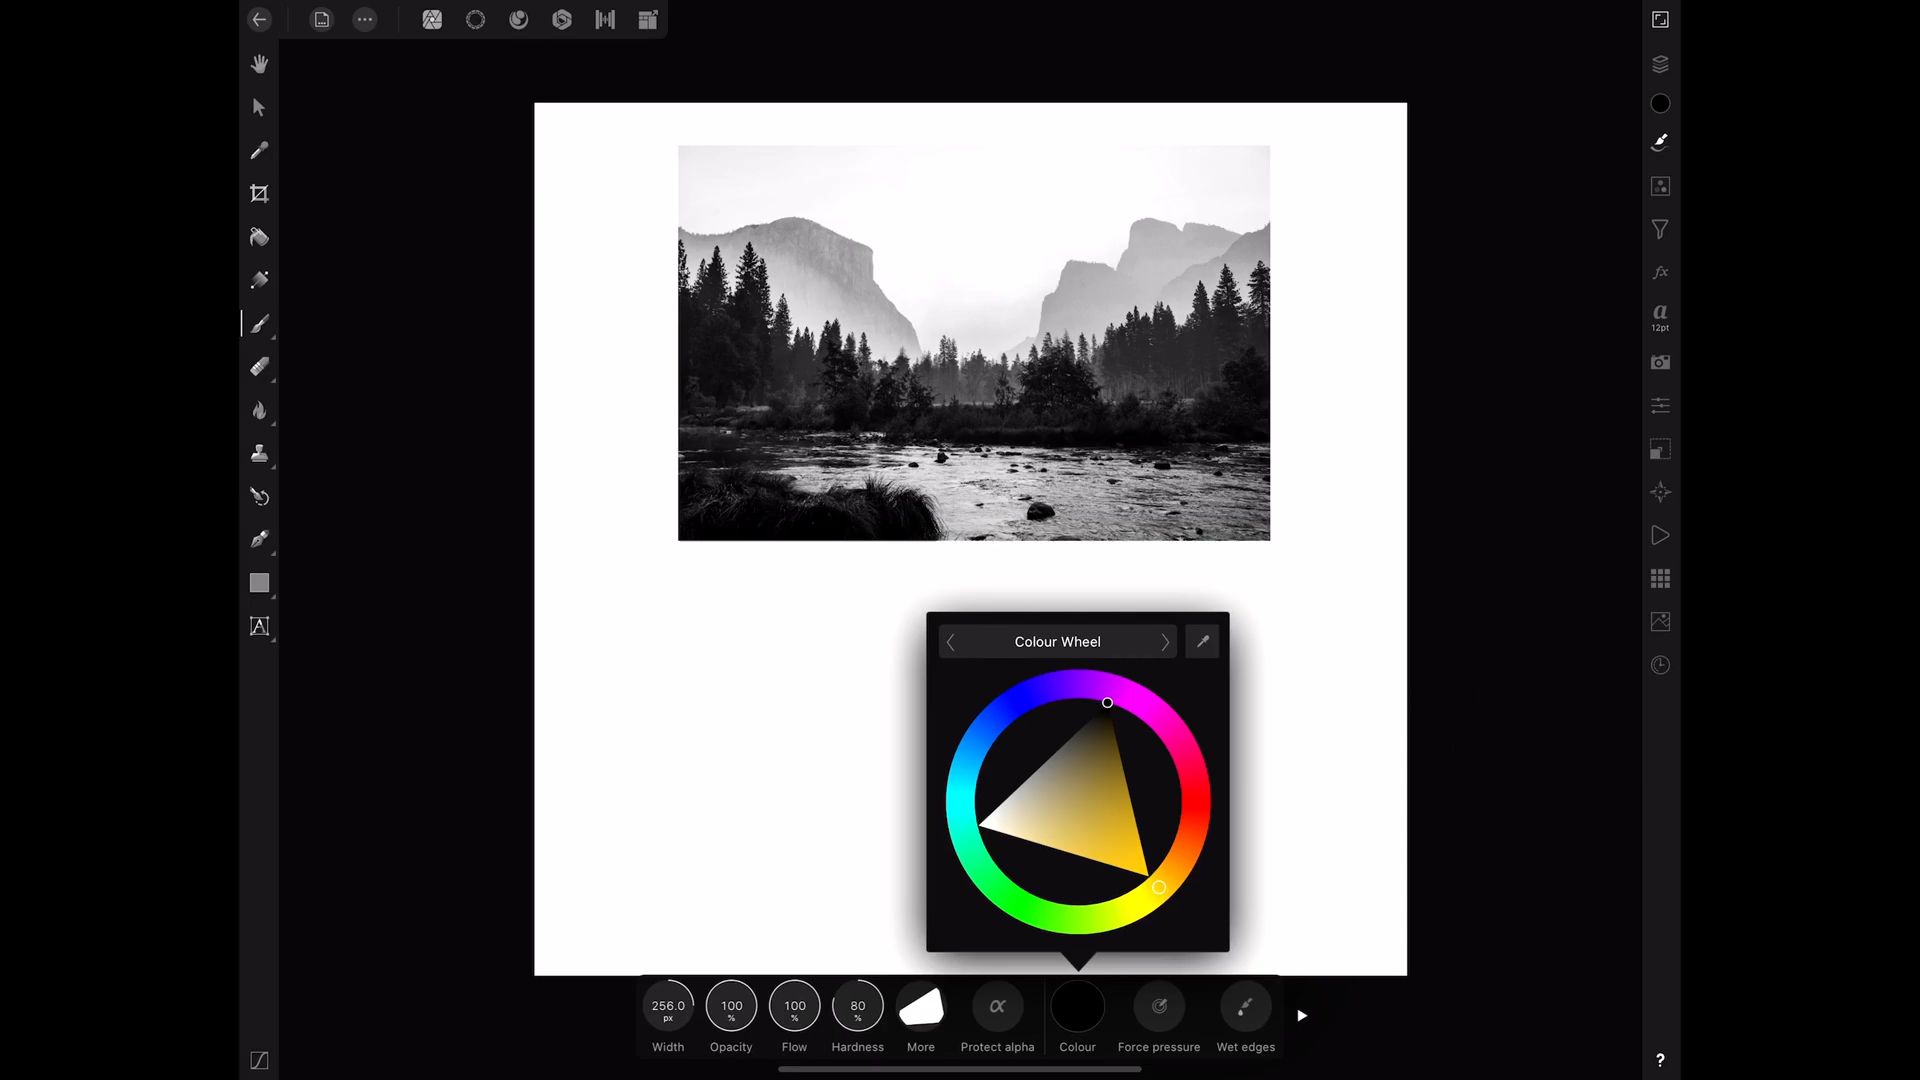 fx
a
12pt
Colour Wheel
256.0
px
100
%
100
%
80
%
α
Width
Opacity
Flow
Hardness
More
Protect alpha
Colour
Force pressure
Wet edges
A
?